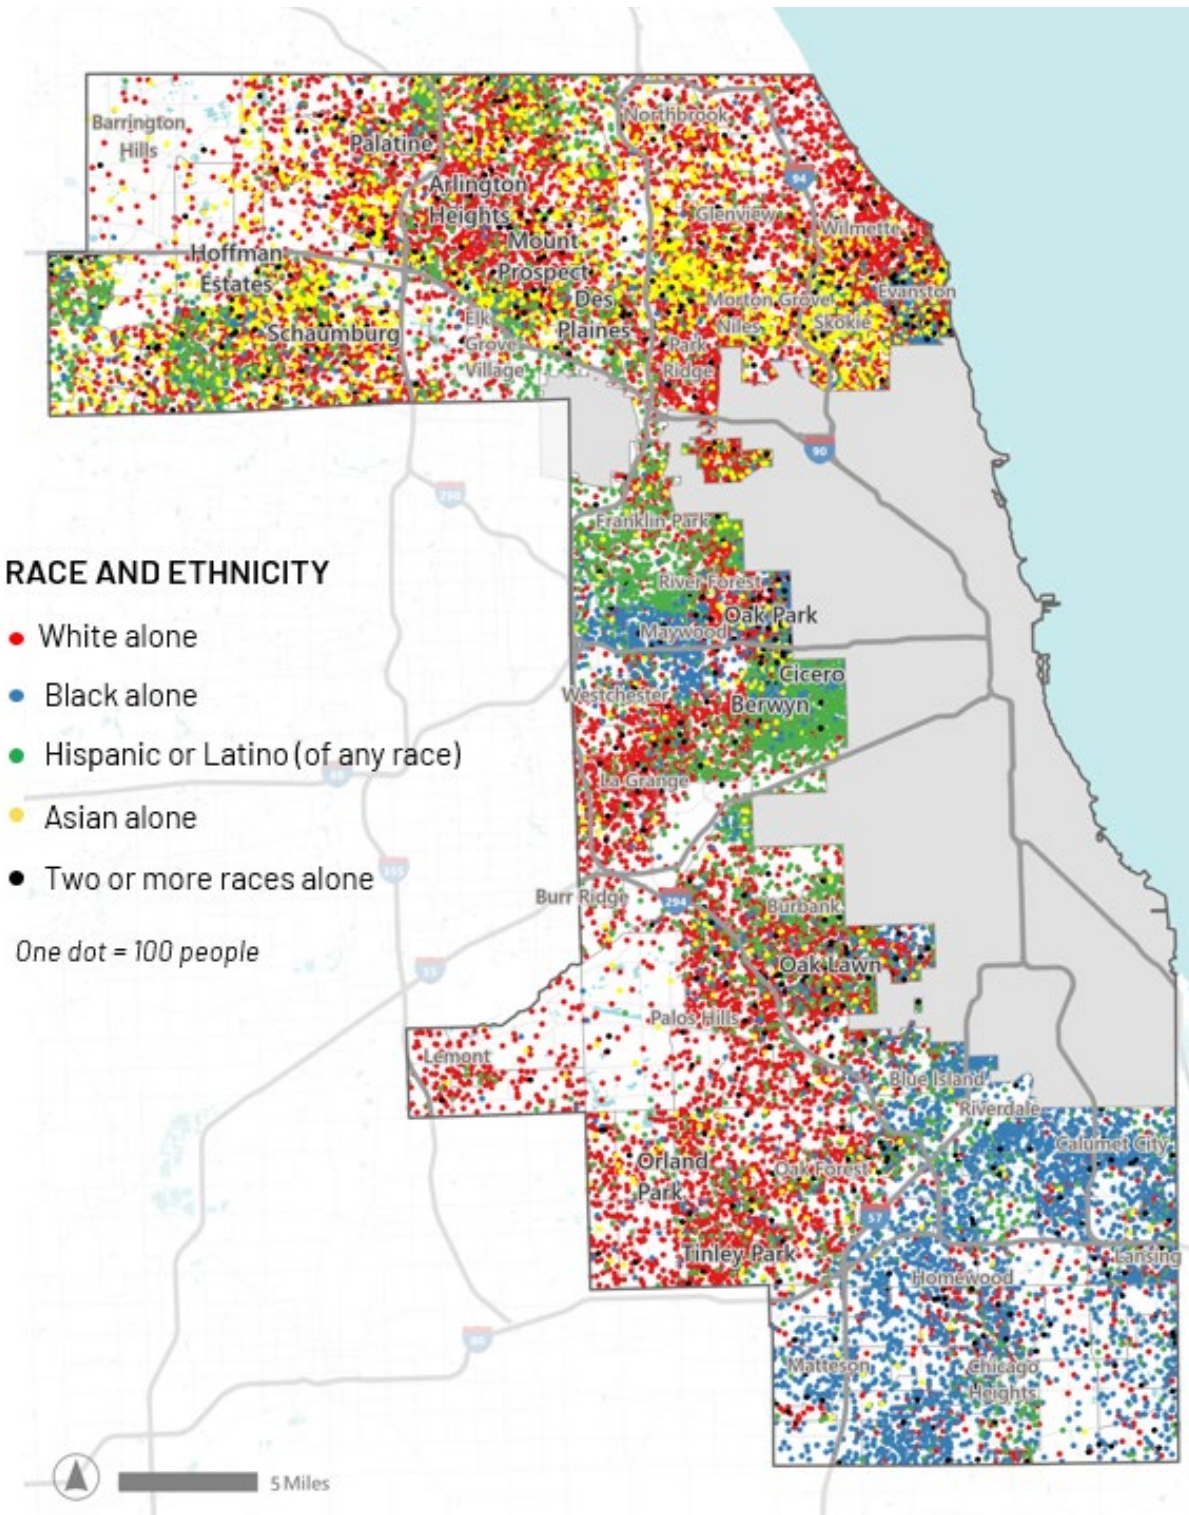 Barrington
Hills
Palatine
Northbrook
94
Arlington
Heights
Glenview
Wilmette
Mount
Prospect
Hoffman
Estates
Evanston
Des
Plaines
Morton Grove
Niles
Skokie
Schaumburg
Elk
Grove
Village
Park
Ridge
90
290
Franklin Park
RACE AND ETHNICITY
River Forest
Oak Park
White alone
Maywood
Cicero
Black alone
Westchester
Berwyn
Hispanic or Latino (of any race)
88
La Grange
Asian alone
355
Two or more races alone
Burr Ridge
294
Burbank
One dot = 100 people
55
Oak Lawn
Palos Hills
Lemont
Blue Island
Riverdale
Calumet City
Orland
Park
Oak Forest
57
Tinley Park
Lansing
Homewood
80
Matteson
Chicago
Heights
5 Miles